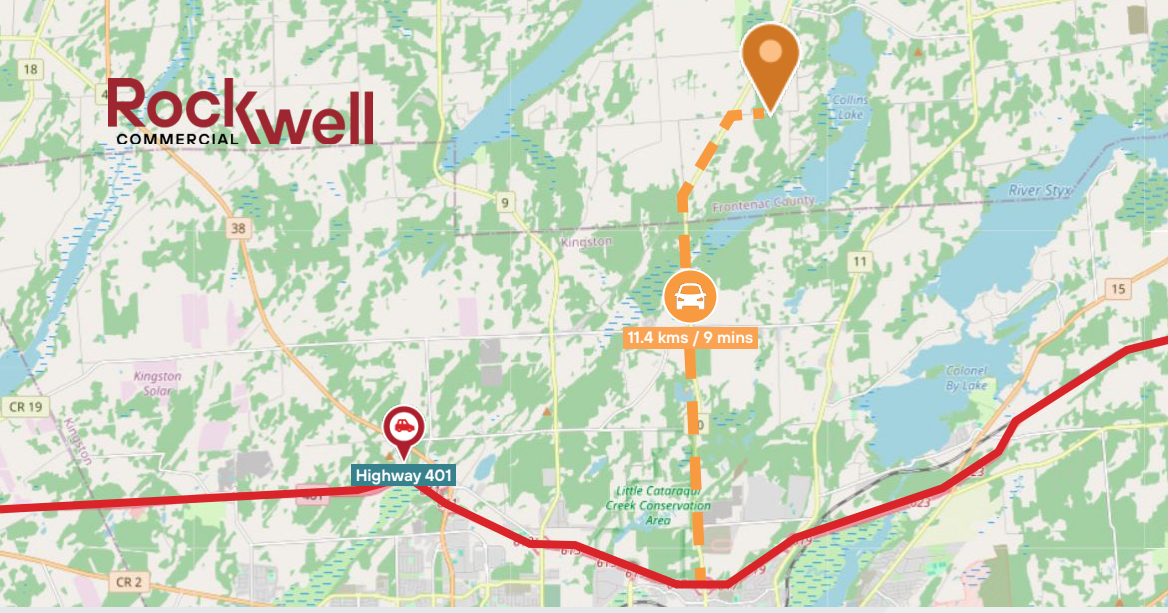 18
Rockwell
COMMERCIAL
Collins
Lake
River Styx
9
Frontenac County
38
Kingston
11
15
11.4 kms / 9 mins
Kingston
Solar
Colonel
By Lake
CR 19
Kingston
Highway 401
401
Little Cataraqui
Creek Conservation
Area
CR 2